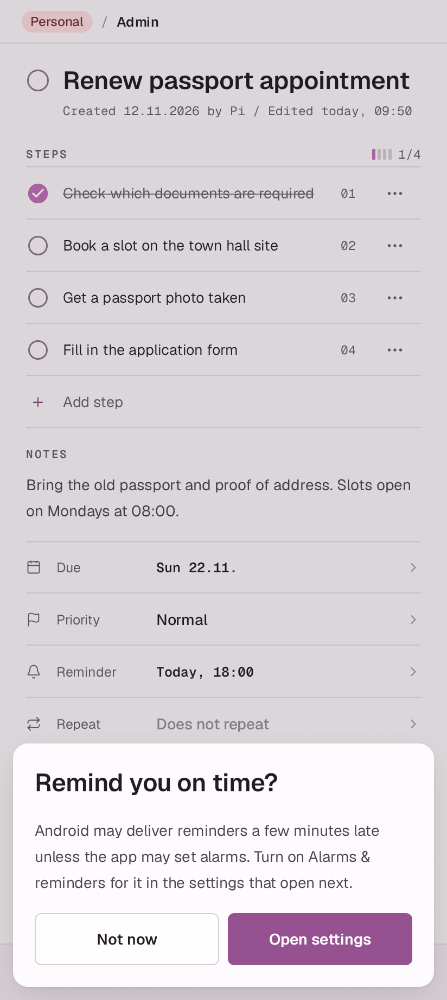 Personal / Admin
Renew passport appointment
Created 12.11.2026 by Pi / Edited today, 09:50
STEPS 1/4
Check which documents are required 01
Book a slot on the town hall site 02
Get a passport photo taken 03
Fill in the application form 04
Add step
NOTES
Bring the old passport and proof of address. Slots open
on Mondays at 08:00.
Due Sun 22.11.
Priority Normal
Reminder Today, 18:00
Repeat Does not repeat
Remind you on time?
Android may deliver reminders a few minutes late
unless the app may set alarms. Turn on Alarms &
reminders for it in the settings that open next.
Not now Open settings